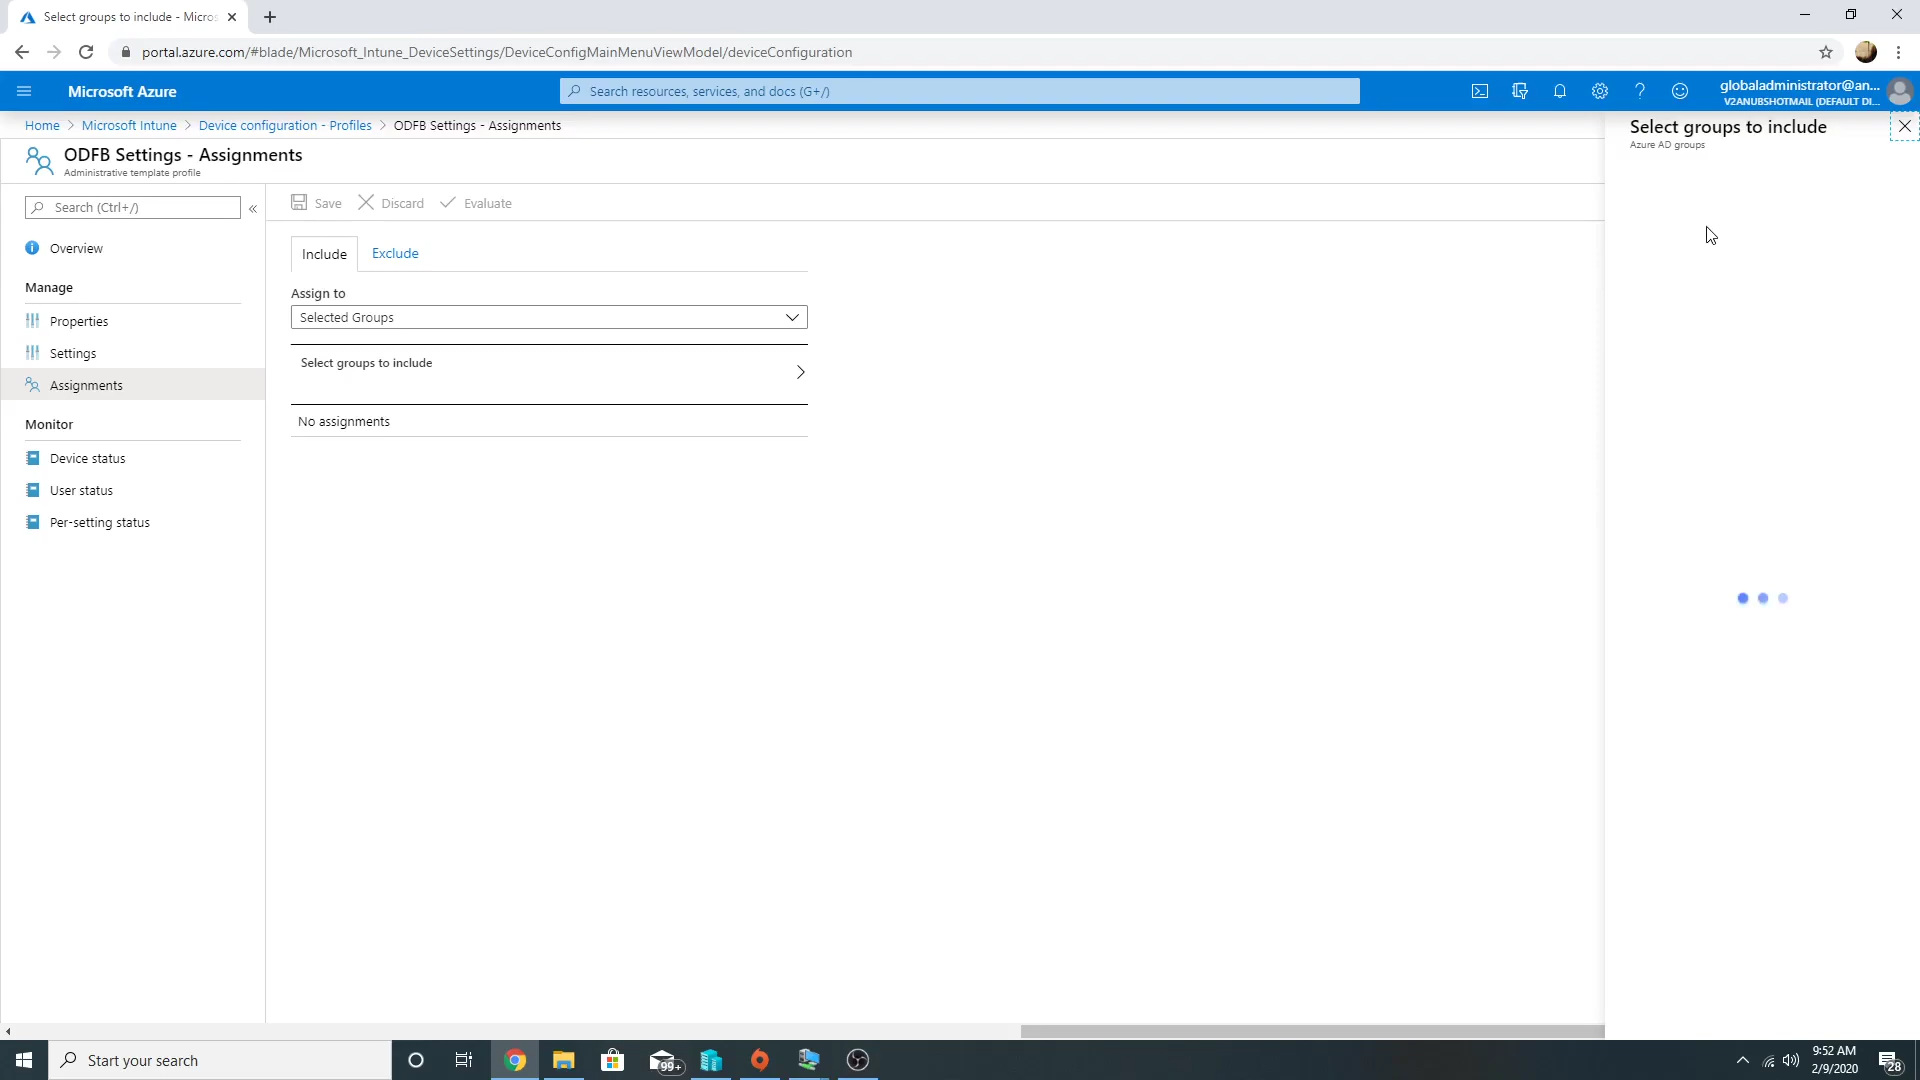 Select groups to include - Micros
portal.azure.com/#blade/Microsoft_Intune_DeviceSettings/DeviceConfigMainMenuViewModel/deviceConfiguration
Microsoft Azure
Search resources, services, and docs (G+/)
globaladministrator@an...
V2ANUBSHOTMAIL (DEFAULT DI...
Home > Microsoft Intune > Device configuration - Profiles > ODFB Settings - Assignments
Select groups to include
Azure AD groups
ODFB Settings - Assignments
Administrative template profile
Search (Ctrl+/)
«
Save
Discard
Evaluate
Overview
Manage
Properties
Settings
Assignments
Monitor
Device status
User status
Per-setting status
Include
Exclude
Assign to
Selected Groups
Select groups to include
No assignments
Start your search
99+
9:52 AM
2/9/2020
28